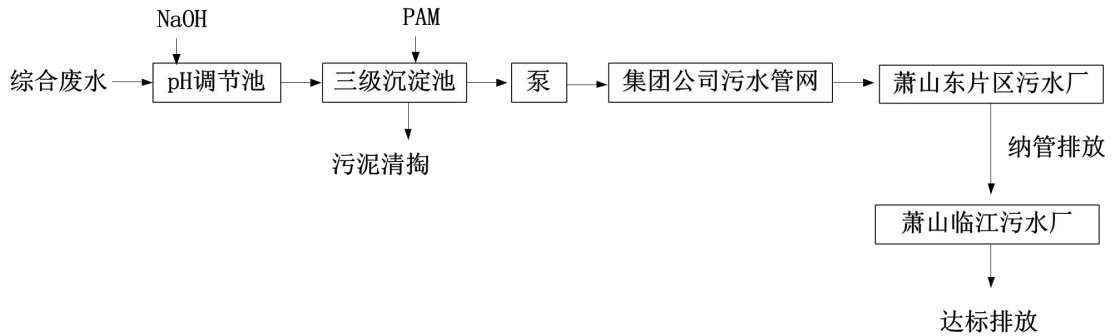 NaOH
PAM
综合废水
pH调节池
三级沉淀池
泵
集团公司污水管网
萧山东片区污水厂
污泥清掏
纳管排放
萧山临江污水厂
达标排放